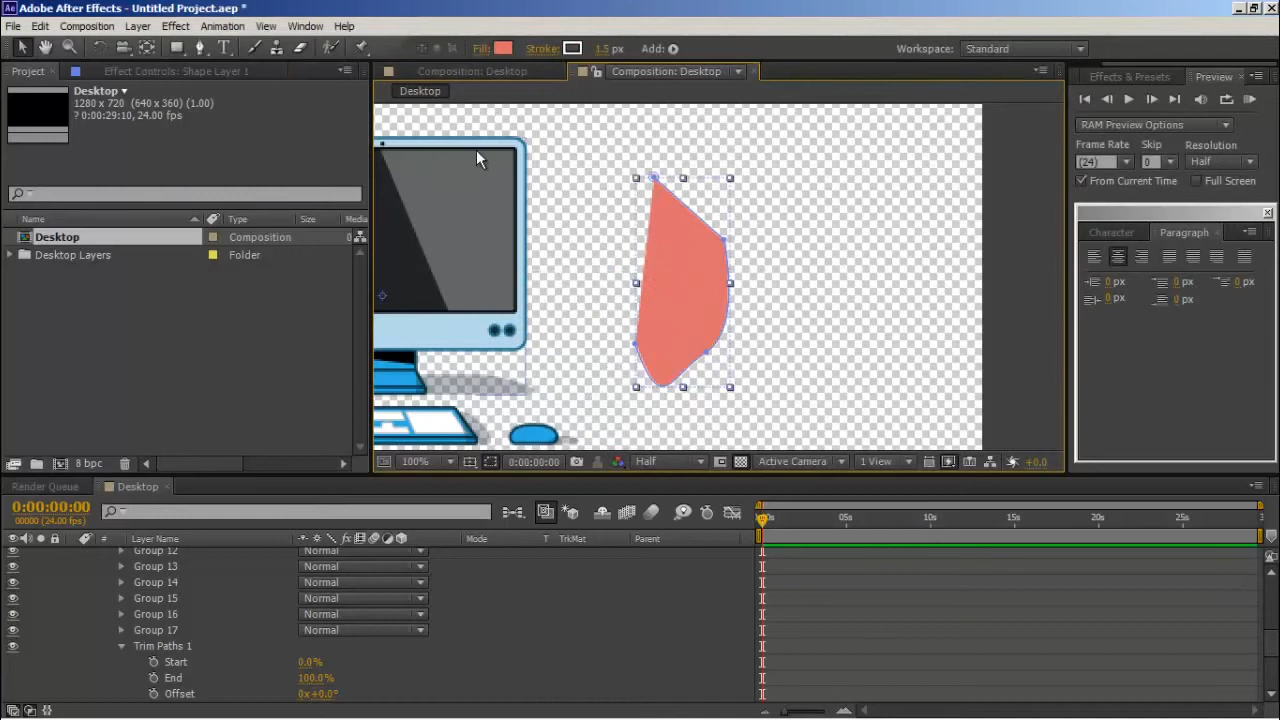 Adobe After Effects - Untitled Project.aep *
File Edit Composition Layer Effect Animation View Window Help
Fill: Stroke: 1.5 px Add: Workspace: Standard
Project Effect Controls: Shape Layer 1 Composition: Desktop Composition: Desktop Effects & Presets Preview
Desktop
1280 x 720 (640 x 360) (1.00)
? 0:00:29:10, 24.00 fps
Desktop
RAM Preview Options
Frame Rate Skip Resolution
(24) 0 Half
From Current Time Full Screen
Name Type Size Media
Desktop Composition 0
Desktop Layers Folder
Character Paragraph
0 px 0 px 0 px
0 px 0 px
8 bpc
100% 0:00:00:00 Half Active Camera 1 View +0.0
Render Queue Desktop
0:00:00:00
00000 (24.00 fps)
05s 10s 15s 20s 25s
# Layer Name Mode T TrkMat Parent
Group 12 Normal
Group 13 Normal
Group 14 Normal
Group 15 Normal
Group 16 Normal
Group 17 Normal
Trim Paths 1
Start 0.0%
End 100.0%
Offset 0x+0.0°